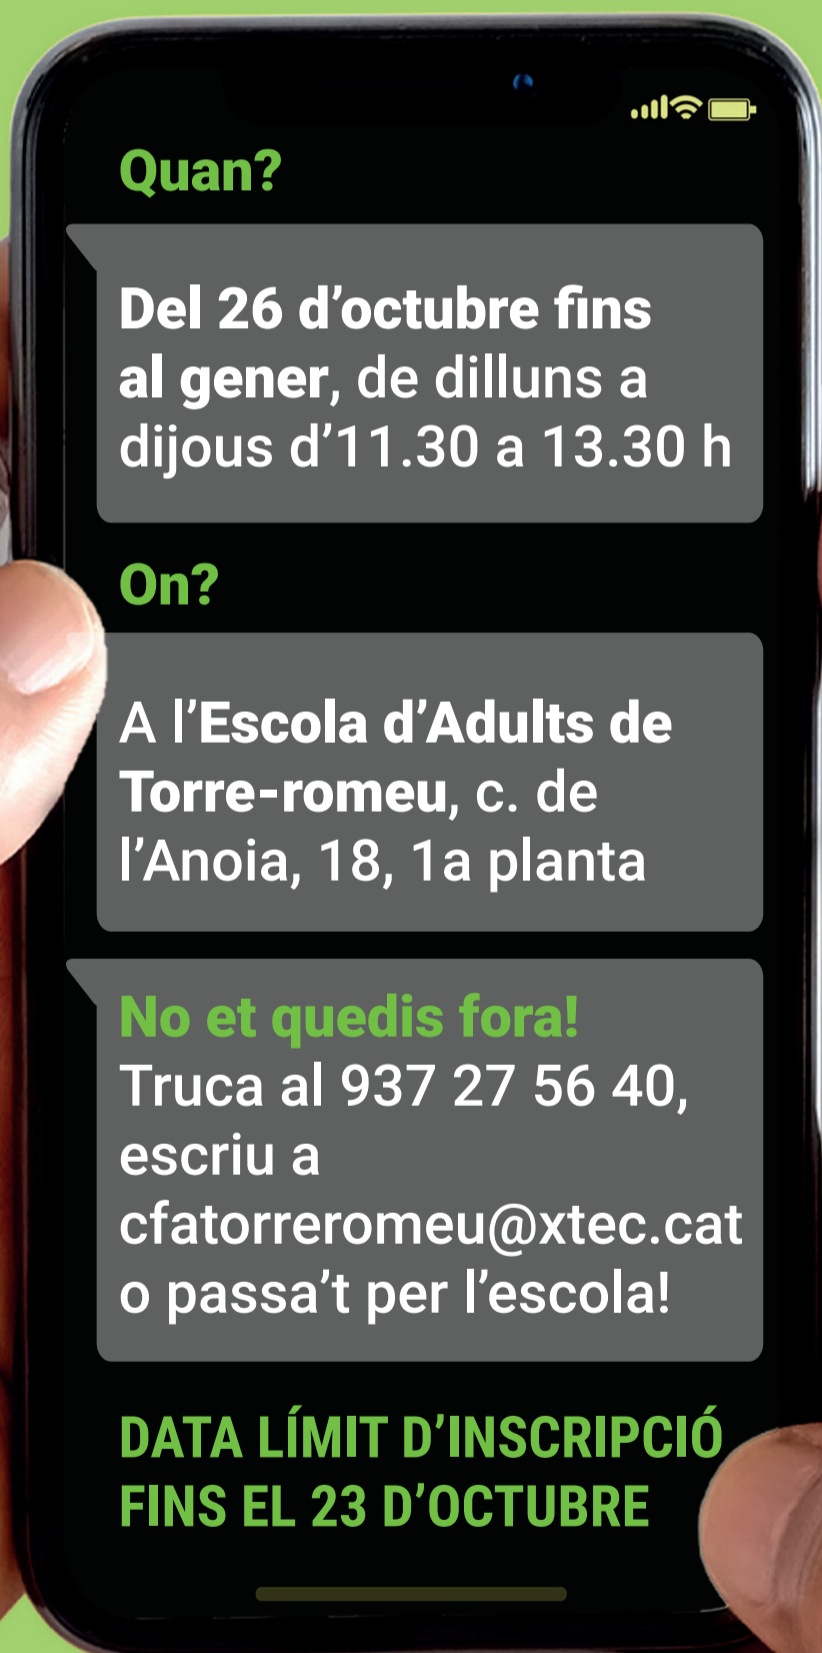 Quan?
Del 26 d’octubre fins
al gener, de dilluns a
dijous d’11.30 a 13.30 h
On?
A l’Escola d’Adults de
Torre-romeu, c. de
l’Anoia, 18, 1a planta
No et quedis fora!
Truca al 937 27 56 40,
escriu a
cfatorreromeu@xtec.cat
o passa’t per l’escola!
DATA LÍMIT D’INSCRIPCIÓ
FINS EL 23 D’OCTUBRE